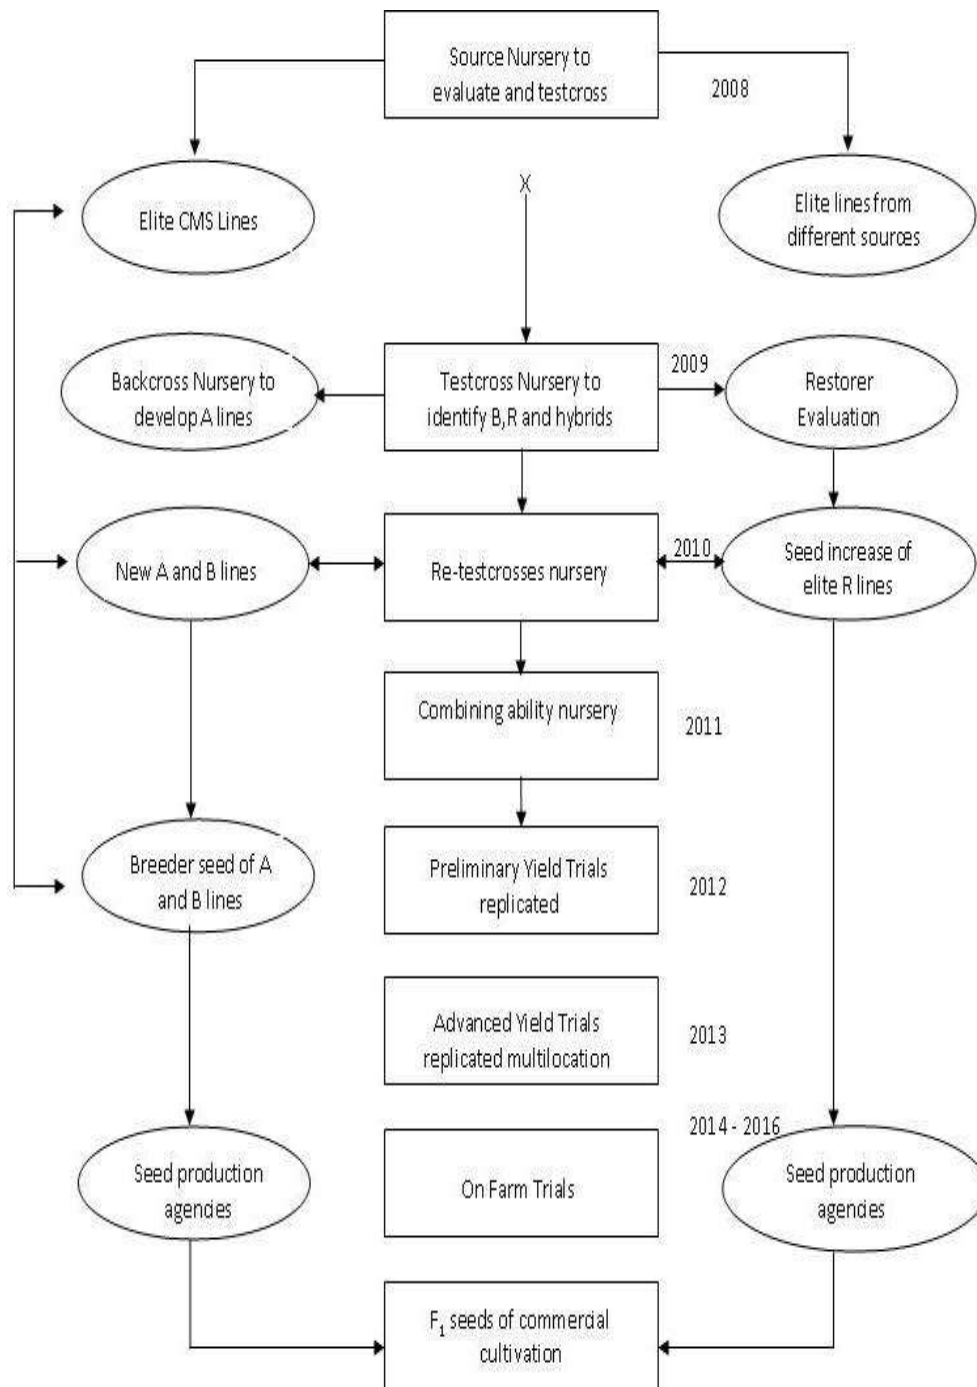 Source Nursery to
evaluate and testcross
2008
Elite CMS Lines
X
Elite lines from
different sources
Backcross Nursery to
develop A lines
Testcross Nursery to
identify B,R and hybrids
2009
Restorer
Evaluation
New A and B lines
Re-testcrosses nursery
2010
Seed increase of
elite R lines
Combining ability nursery
2011
Breeder seed of A
and B lines
Preliminary Yield Trials
replicated
2012
Advanced Yield Trials
replicated multilocation
2013
2014 - 2016
Seed production
agencies
On Farm Trials
Seed production
agencies
F₁ seeds of commercial
cultivation